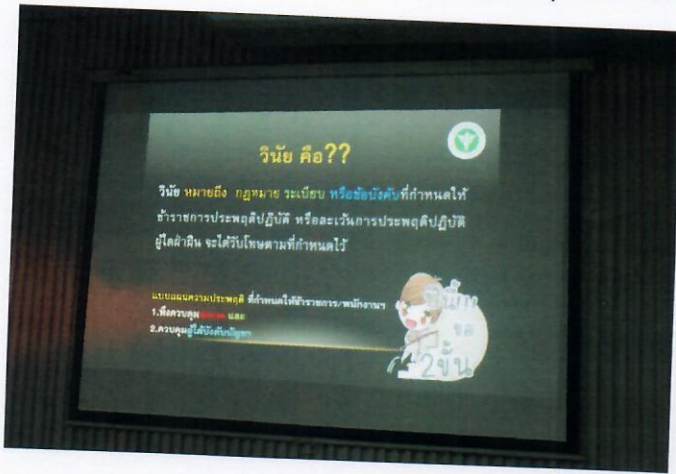 วินัย คือ??
วินัย หมายถึง กฎหมาย ระเบียบ หรือข้อบังคับที่กำหนดให้
ข้าราชการประพฤติปฏิบัติ หรือละเว้นการประพฤติปฏิบัติ
ผู้ใดฝ่าฝืน จะได้รับโทษตามที่กำหนดไว้
แบบแผนความประพฤติ ที่กำหนดให้ข้าราชการ/พนักงานฯ
1.พึงควบคุม และ
2.ควบคุมผู้ใต้บังคับบัญชา
ปีนี้
ขอ
2ขั้น